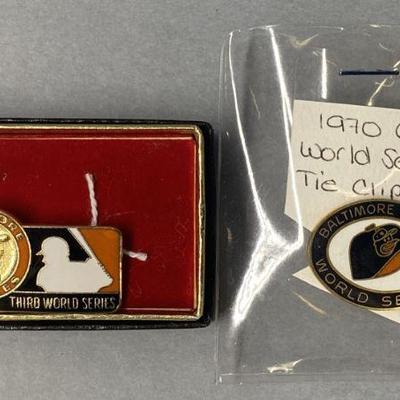 THIRD WORLD SERIES
1970
World Se
Tie Clip
BALTIMORE
WORLD SE